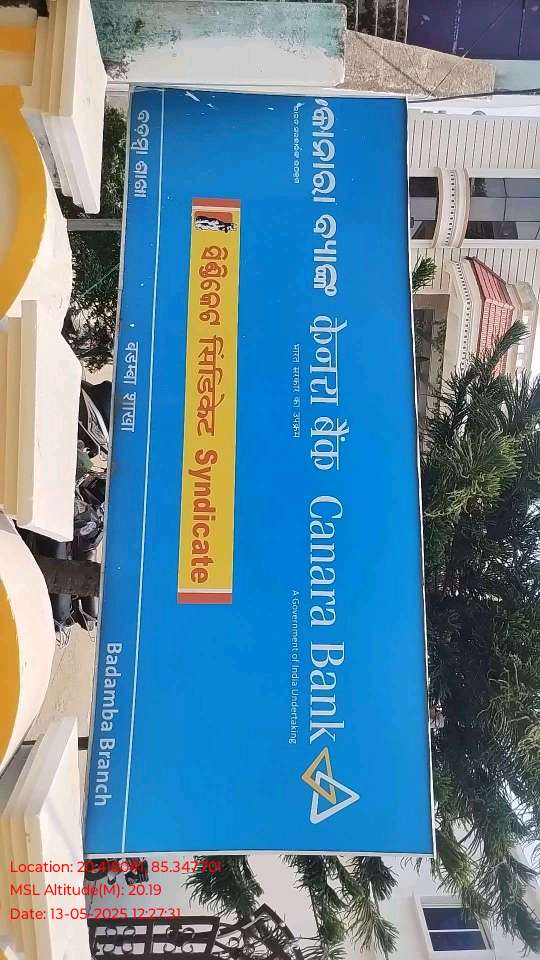 କାନାରା ବ୍ୟାଙ୍କ केनरा बैंक Canara Bank
भारत सरकार का उपक्रम A Government of India Undertaking
ସିଣ୍ଡିକେଟ सिंडिकेट Syndicate
ବଡ଼ମ୍ବା ଶାଖା बडम्बा शाखा Badamba Branch
MSL Altitude(M): 20.19
Date: 13-05-2025 12:27:31